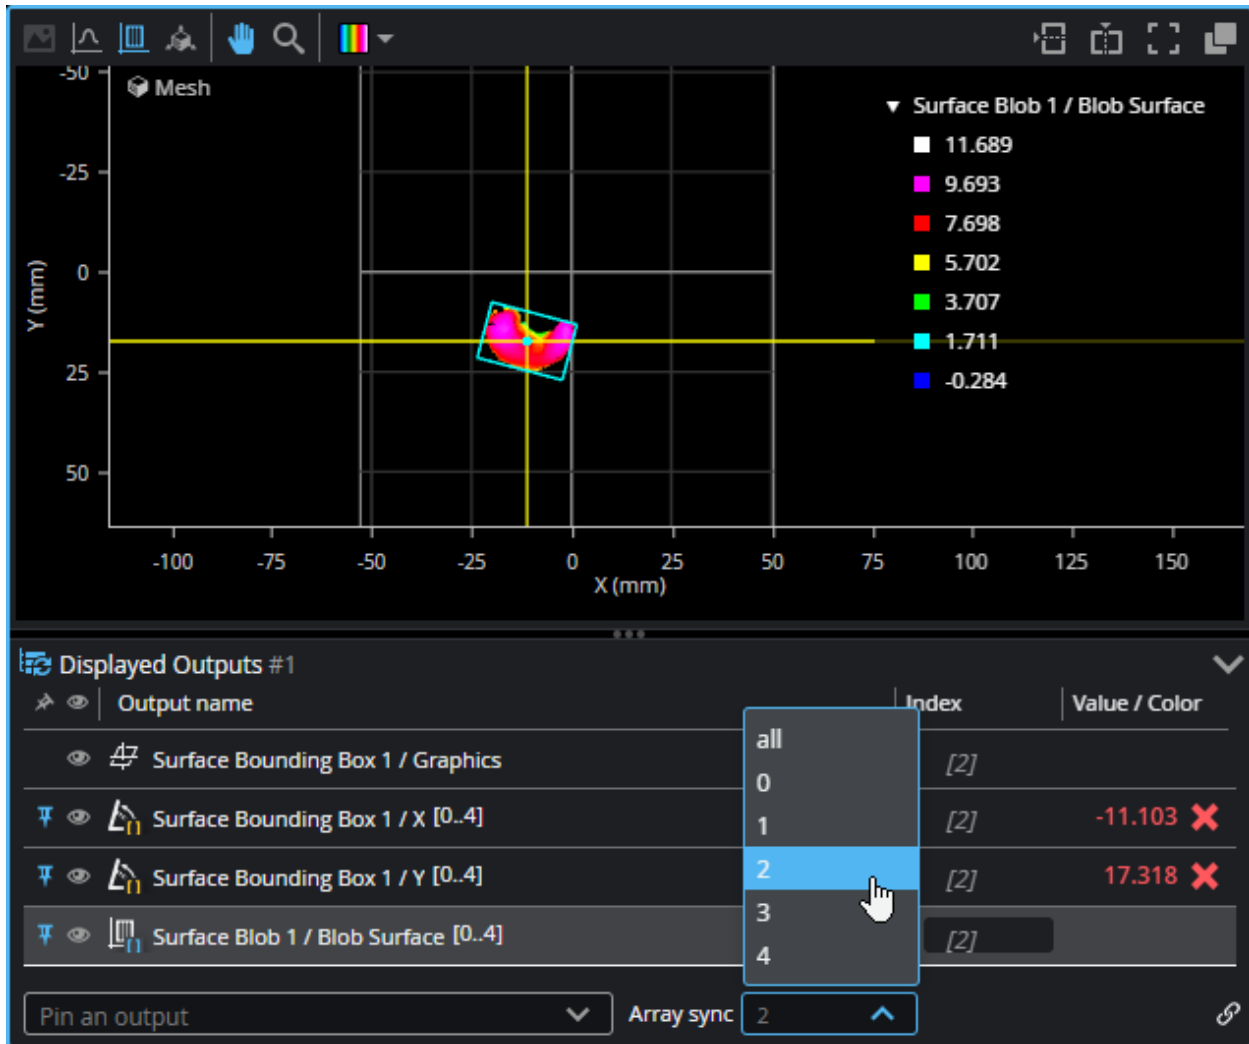 -50
Mesh
Surface Blob 1 / Blob Surface
11.689
-25
9.693
7.698
Y (mm)
0
5.702
3.707
1.711
25
-0.284
50
-100 -75 -50 -25 0 25 50 75 100 125 150
X (mm)
Displayed Outputs #1
Output name Index Value / Color
Surface Bounding Box 1 / Graphics [2]
Surface Bounding Box 1 / X [0..4] [2] -11.103
Surface Bounding Box 1 / Y [0..4] [2] 17.318
Surface Blob 1 / Blob Surface [0..4] [2]
all
0
1
2
3
4
Pin an output Array sync 2